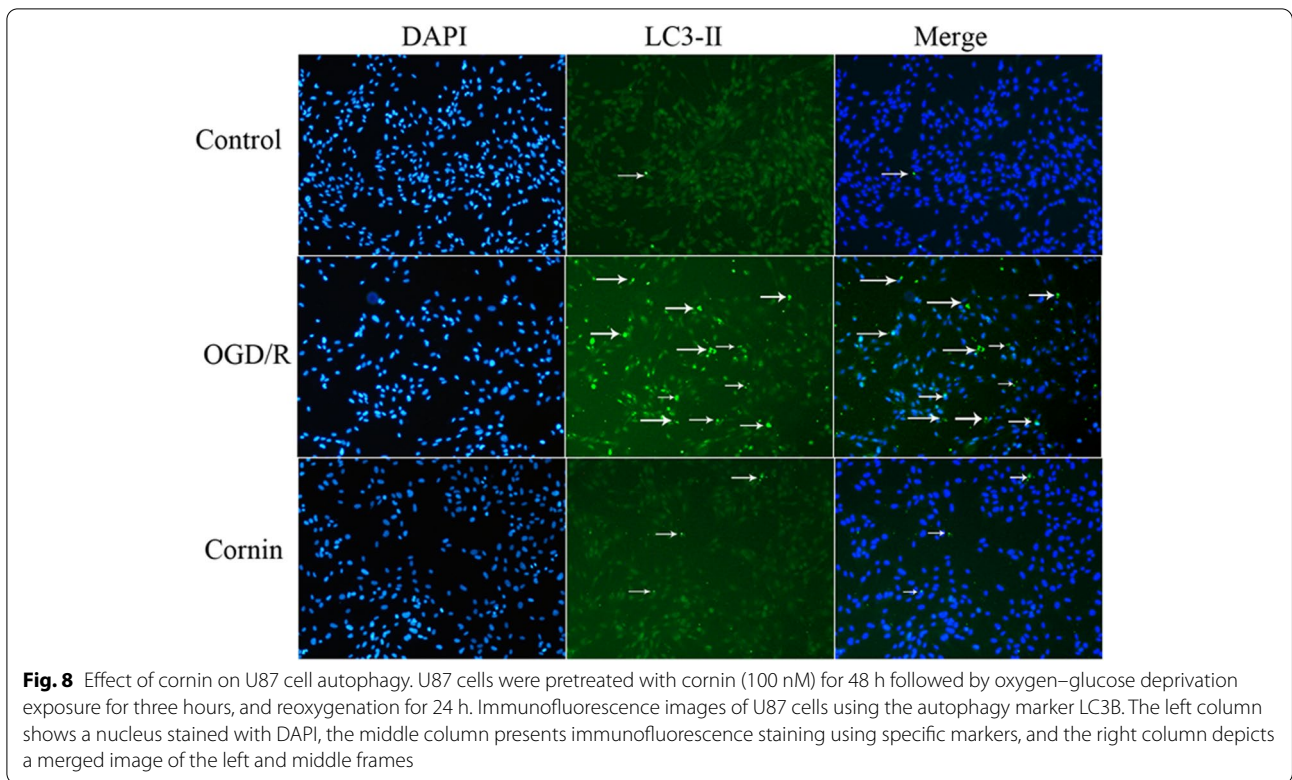 DAPI LC3-II Merge
Control
OGD/R
Cornin
Fig. 8 Effect of cornin on U87 cell autophagy. U87 cells were pretreated with cornin (100 nM) for 48 h followed by oxygen–glucose deprivation
exposure for three hours, and reoxygenation for 24 h. Immunofluorescence images of U87 cells using the autophagy marker LC3B. The left column
shows a nucleus stained with DAPI, the middle column presents immunofluorescence staining using specific markers, and the right column depicts
a merged image of the left and middle frames